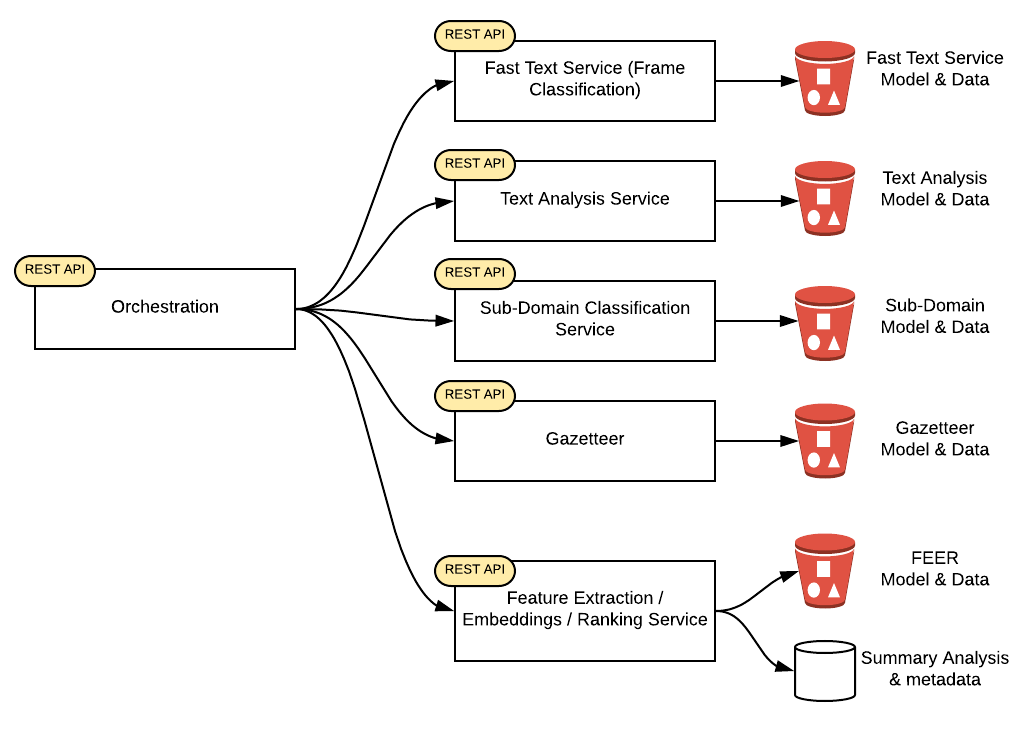 REST API
Fast Text Service (Frame
Classification)
Fast Text Service
Model & Data
REST API
Text Analysis Service
Text Analysis
Model & Data
REST API
Orchestration
REST API
Sub-Domain Classification
Service
Sub-Domain
Model & Data
REST API
Gazetteer
Gazetteer
Model & Data
REST API
Feature Extraction /
Embeddings / Ranking Service
FEER
Model & Data
Summary Analysis
& metadata